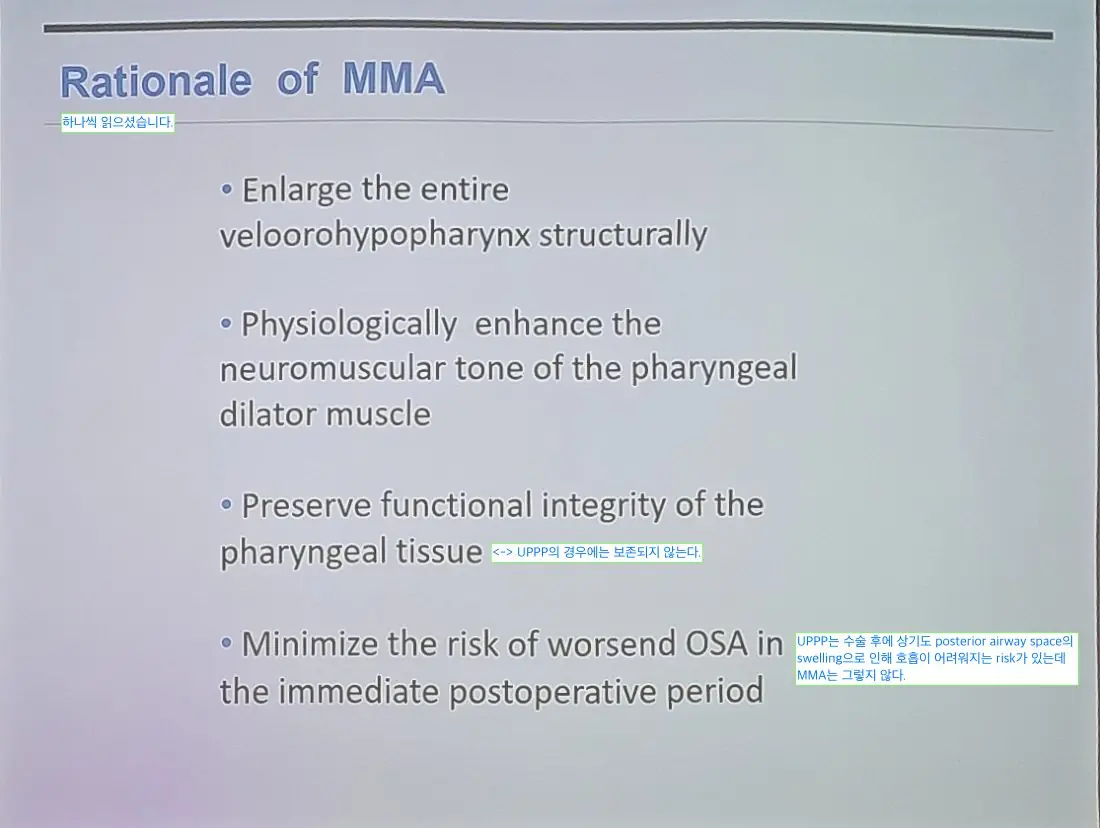 Rationale of MMA
하나씩 읽으셨습니다.
• Enlarge the entire
veloorohypopharynx structurally
• Physiologically enhance the
neuromuscular tone of the pharyngeal
dilator muscle
• Preserve functional integrity of the
pharyngeal tissue <-> UPPP의 경우에는 보존되지 않는다.
• Minimize the risk of worsend OSA in
the immediate postoperative period
UPPP는 수술 후에 상기도 posterior airway space의
swelling으로 인해 호흡이 어려워지는 risk가 있는데
MMA는 그렇지 않다.